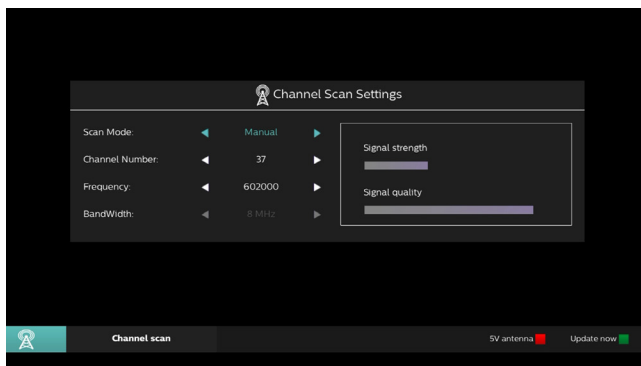 Channel Scan Settings
Scan Mode: Manual
Channel Number: 37
Frequency: 602000
BandWidth: 8 MHz
Signal strength
Signal quality
Channel scan
5V antenna
Update now